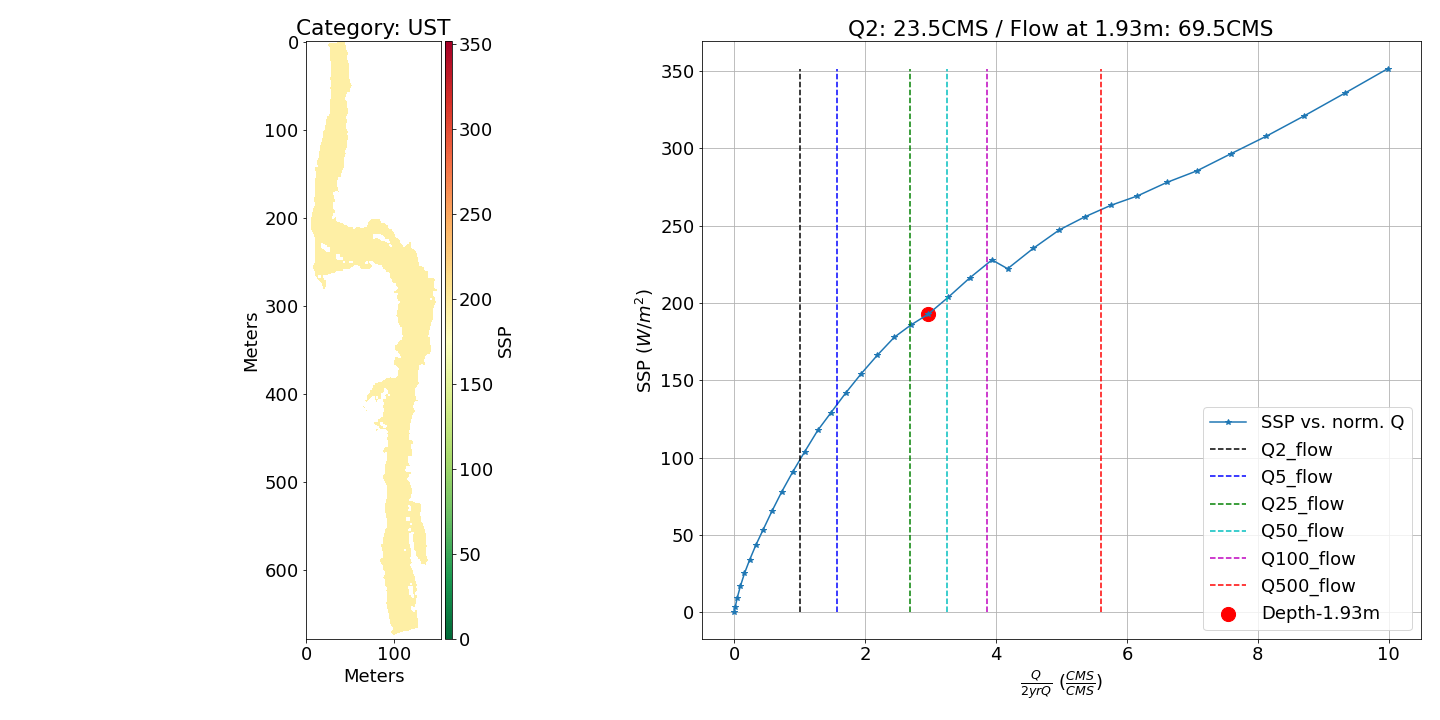 Category: UST
0
100
200
300
400
500
600
Meters
0
100
Meters
350
300
250
200
150
100
50
0
SSP
Q2: 23.5CMS / Flow at 1.93m: 69.5CMS
350
300
250
200
150
100
50
0
SSP (W/m²)
0
2
4
6
8
10
Q/2yrQ (CMS/CMS)
SSP vs. norm. Q
Q2_flow
Q5_flow
Q25_flow
Q50_flow
Q100_flow
Q500_flow
Depth-1.93m